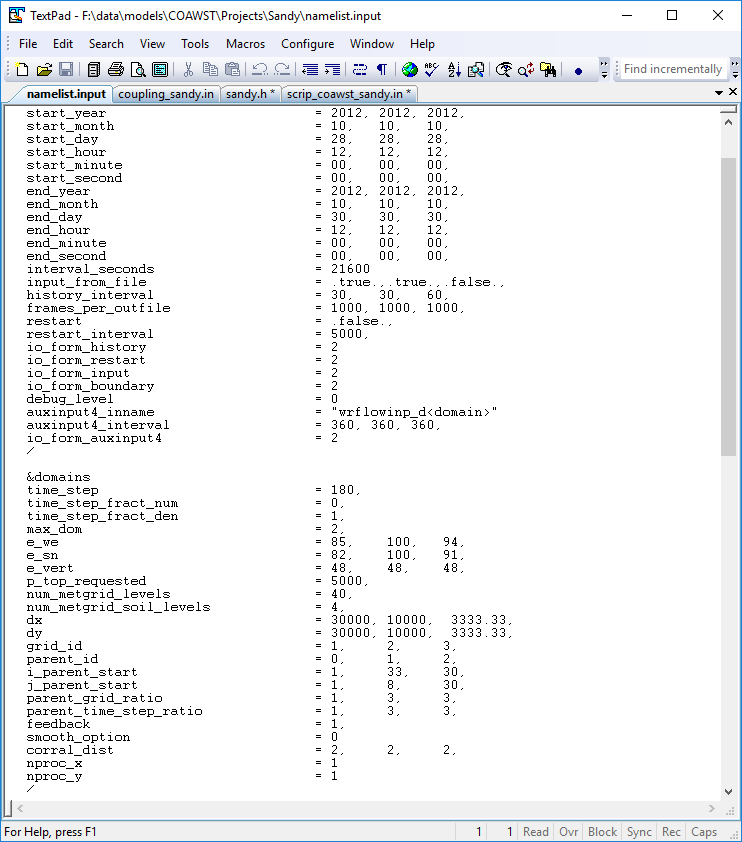 TextPad - F:\data\models\COAWST\Projects\Sandy\namelist.input
File Edit Search View Tools Macros Configure Window Help
Find incrementally
namelist.input coupling_sandy.in sandy.h * scrip_coawst_sandy.in *
start_year = 2012, 2012, 2012,
start_month = 10, 10, 10,
start_day = 28, 28, 28,
start_hour = 12, 12, 12,
start_minute = 00, 00, 00,
start_second = 00, 00, 00,
end_year = 2012, 2012, 2012,
end_month = 10, 10, 10,
end_day = 30, 30, 30,
end_hour = 12, 12, 12,
end_minute = 00, 00, 00,
end_second = 00, 00, 00,
interval_seconds = 21600
input_from_file = .true.,.true.,.false.,
history_interval = 30, 30, 60,
frames_per_outfile = 1000, 1000, 1000,
restart = .false.,
restart_interval = 5000,
io_form_history = 2
io_form_restart = 2
io_form_input = 2
io_form_boundary = 2
debug_level = 0
auxinput4_inname = "wrflowinp_d<domain>"
auxinput4_interval = 360, 360, 360,
io_form_auxinput4 = 2
/
&domains
time_step = 180,
time_step_fract_num = 0,
time_step_fract_den = 1,
max_dom = 2,
e_we = 85, 100, 94,
e_sn = 82, 100, 91,
e_vert = 48, 48, 48,
p_top_requested = 5000,
num_metgrid_levels = 40,
num_metgrid_soil_levels = 4,
dx = 30000, 10000, 3333.33,
dy = 30000, 10000, 3333.33,
grid_id = 1, 2, 3,
parent_id = 0, 1, 2,
i_parent_start = 1, 33, 30,
j_parent_start = 1, 8, 30,
parent_grid_ratio = 1, 3, 3,
parent_time_step_ratio = 1, 3, 3,
feedback = 1,
smooth_option = 0
corral_dist = 2, 2, 2,
nproc_x = 1
nproc_y = 1
/
For Help, press F1 1 1 Read Ovr Block Sync Rec Caps